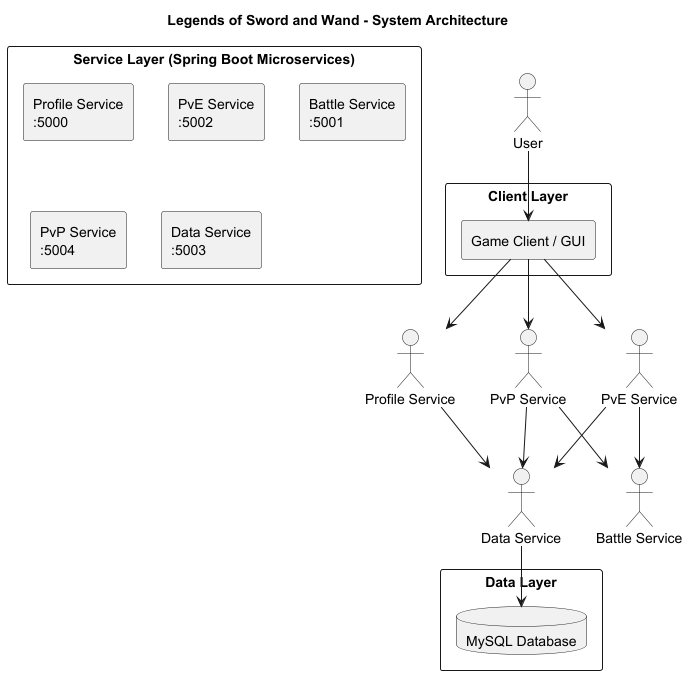 Legends of Sword and Wand - System Architecture
Service Layer (Spring Boot Microservices)
Profile Service
:5000
PvE Service
:5002
Battle Service
:5001
PvP Service
:5004
Data Service
:5003
User
Client Layer
Game Client / GUI
Profile Service
PvP Service
PvE Service
Data Service
Battle Service
Data Layer
MySQL Database